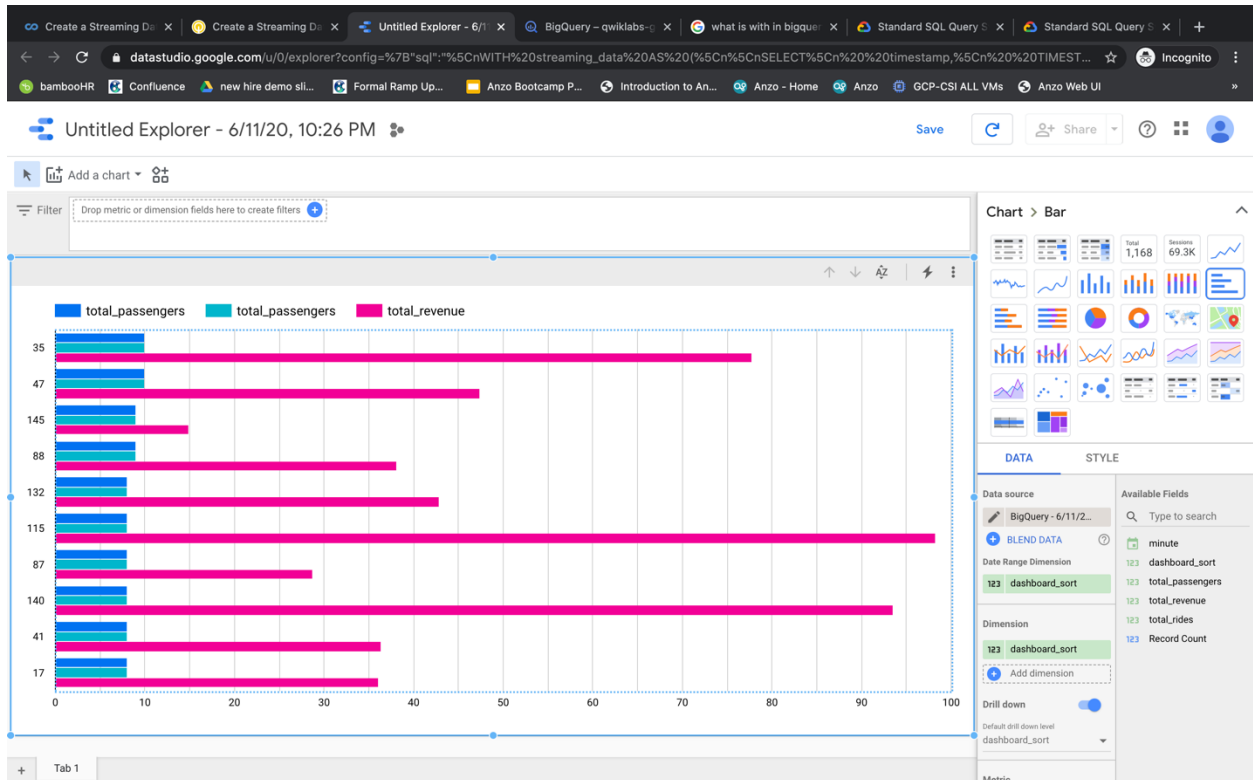 Create a Streaming Da
Create a Streaming Da
Untitled Explorer - 6/1
BigQuery – qwiklabs-g
what is with in bigquer
Standard SQL Query S
Standard SQL Query S
datastudio.google.com/u/0/explorer?config=%7B"sql":"%5CnWITH%20streaming_data%20AS%20(%5Cn%5CnSELECT%5Cn%20%20timestamp,%5Cn%20%20TIMEST...
Incognito
bambooHR
Confluence
new hire demo sli...
Formal Ramp Up...
Anzo Bootcamp P...
Introduction to An...
Anzo - Home
Anzo
GCP-CSI ALL VMs
Anzo Web UI
»
Untitled Explorer - 6/11/20, 10:26 PM
Save
Share
Add a chart
Filter
Drop metric or dimension fields here to create filters
total_passengers
total_passengers
total_revenue
35
47
145
88
132
115
87
140
41
17
0 10 20 30 40 50 60 70 80 90 100
Tab 1
Chart > Bar
Total
1,168
Sessions
69.3K
DATA
STYLE
Data source
BigQuery - 6/11/2...
BLEND DATA
Date Range Dimension
123 dashboard_sort
Dimension
123 dashboard_sort
Add dimension
Drill down
Default drill down level
dashboard_sort
Metric
Available Fields
Type to search
minute
123 dashboard_sort
123 total_passengers
123 total_revenue
123 total_rides
123 Record Count